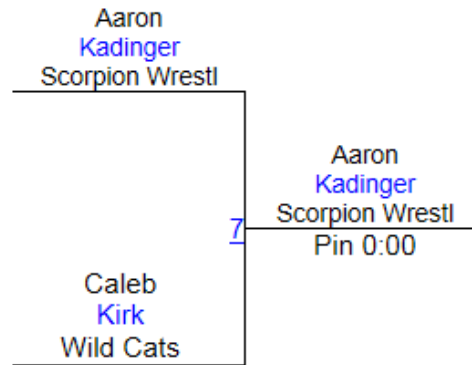 Aaron
Kadinger
Scorpion Wrestl
Aaron
Kadinger
Scorpion Wrestl
7
Pin 0:00
Caleb
Kirk
Wild Cats